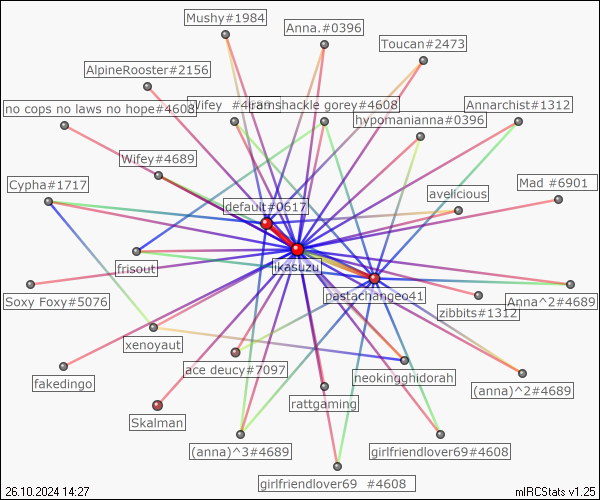 Mushy#1984
Anna.#0396
Toucan#2473
AlpineRooster#2156
no cops no laws no hope#4608
Wifey #4
ramshackle gorey#4608
Annarchist#1312
hypomanianna#0396
Wifey#4689
Cypha#1717
Mad #6901
avelicious
default#0617
frisout
ikasuzu
pastachangeo41
Soxy Foxy#5076
Anna^2#4689
zibbits#1312
xenoyaut
ace deucy#7097
neokingghidorah
fakedingo
rattgaming
(anna)^2#4689
Skalman
(anna)^3#4689
girlfriendlover69#4608
girlfriendlover69 #4608
26.10.2024 14:27
mIRCStats v1.25